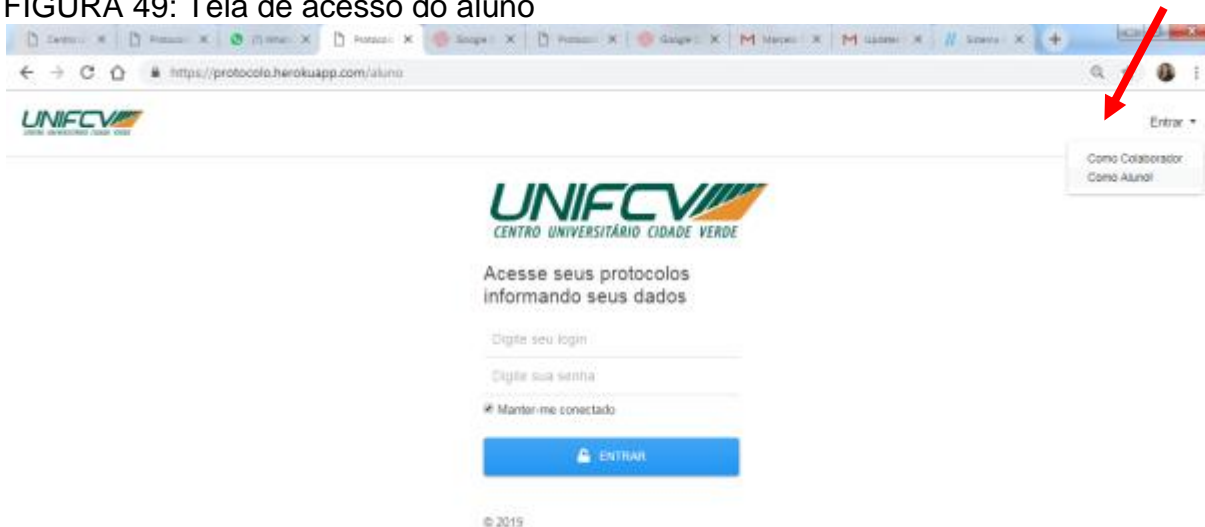 FIGURA 49: Tela de acesso do aluno
https://protocolo.herokuapp.com/aluno
UNIFCV
Entrar
Como Colaborador
Como Aluno!
UNIFCV
CENTRO UNIVERSITÁRIO CIDADE VERDE
Acesse seus protocolos
informando seus dados
Digite seu login
Digite sua senha
Manter-me conectado
ENTRAR
© 2019